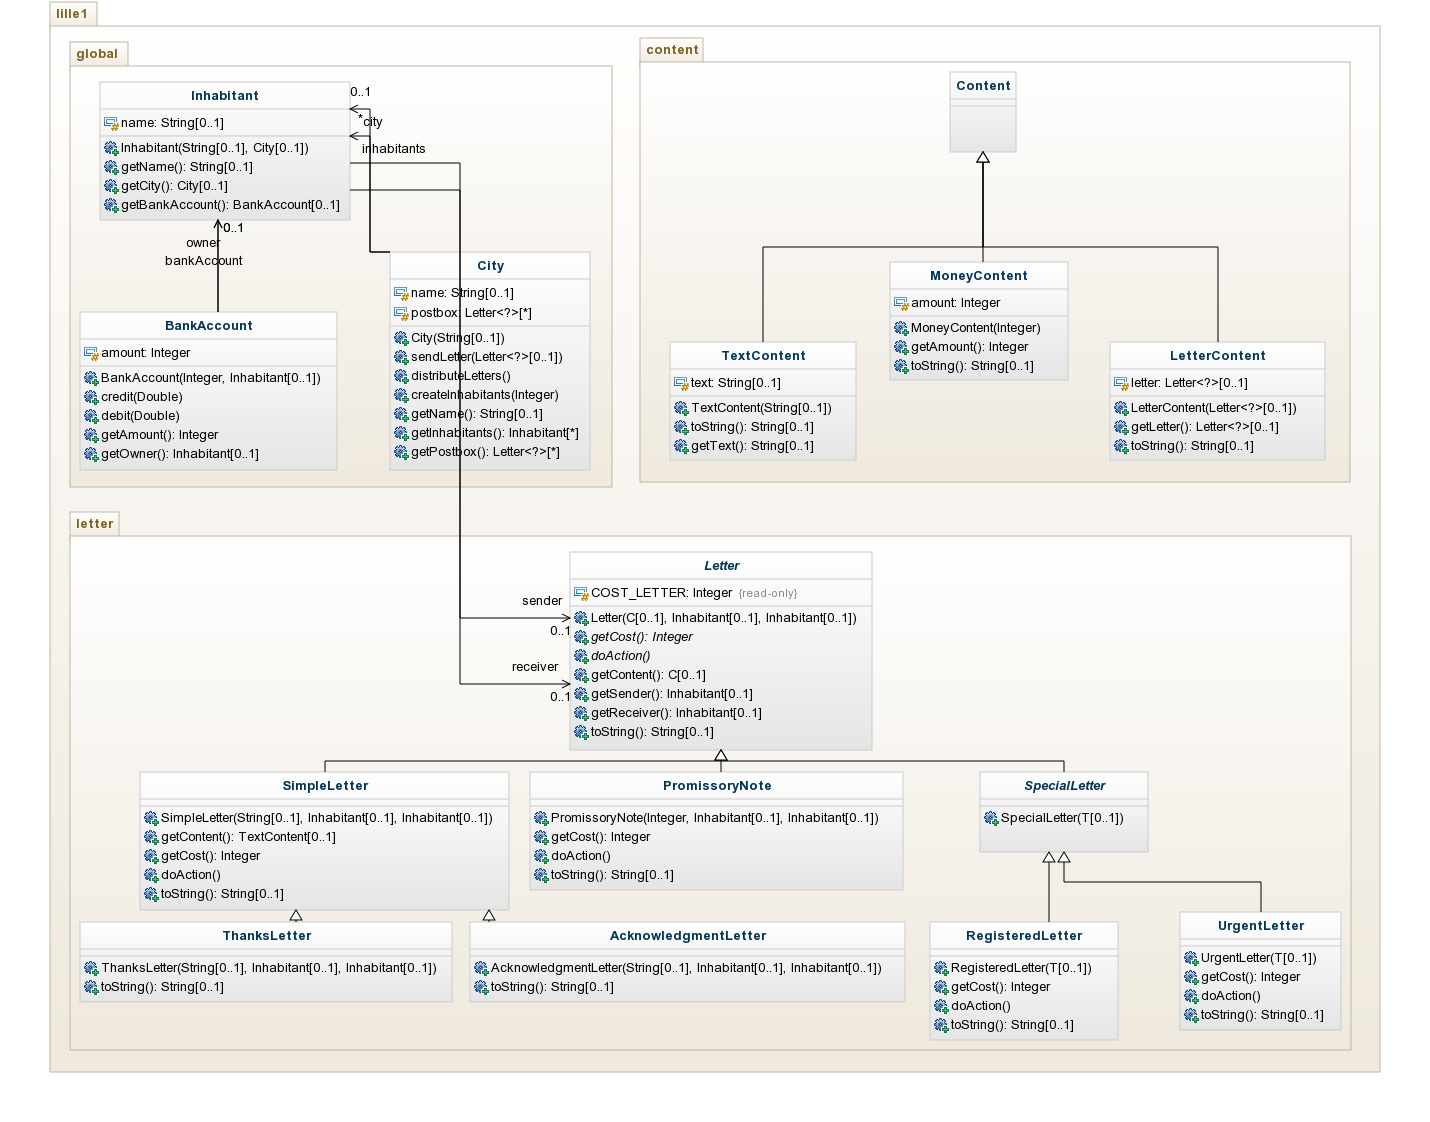 lille1
global
Inhabitant
name: String[0..1]
Inhabitant(String[0..1], City[0..1])
getName(): String[0..1]
getCity(): City[0..1]
getBankAccount(): BankAccount[0..1]
0..1
*city
inhabitants
0..1
owner
bankAccount
BankAccount
amount: Integer
BankAccount(Integer, Inhabitant[0..1])
credit(Double)
debit(Double)
getAmount(): Integer
getOwner(): Inhabitant[0..1]
City
name: String[0..1]
postbox: Letter<?>[*]
City(String[0..1])
sendLetter(Letter<?>[0..1])
distributeLetters()
createInhabitants(Integer)
getName(): String[0..1]
getInhabitants(): Inhabitant[*]
getPostbox(): Letter<?>[*]
content
Content
TextContent
text: String[0..1]
TextContent(String[0..1])
toString(): String[0..1]
getText(): String[0..1]
MoneyContent
amount: Integer
MoneyContent(Integer)
getAmount(): Integer
toString(): String[0..1]
LetterContent
letter: Letter<?>[0..1]
LetterContent(Letter<?>[0..1])
getLetter(): Letter<?>[0..1]
toString(): String[0..1]
letter
sender
0..1
receiver
0..1
Letter
COST_LETTER: Integer {read-only}
Letter(C[0..1], Inhabitant[0..1], Inhabitant[0..1])
getCost(): Integer
doAction()
getContent(): C[0..1]
getSender(): Inhabitant[0..1]
getReceiver(): Inhabitant[0..1]
toString(): String[0..1]
SimpleLetter
SimpleLetter(String[0..1], Inhabitant[0..1], Inhabitant[0..1])
getContent(): TextContent[0..1]
getCost(): Integer
doAction()
toString(): String[0..1]
PromissoryNote
PromissoryNote(Integer, Inhabitant[0..1], Inhabitant[0..1])
getCost(): Integer
doAction()
toString(): String[0..1]
SpecialLetter
SpecialLetter(T[0..1])
ThanksLetter
ThanksLetter(String[0..1], Inhabitant[0..1], Inhabitant[0..1])
toString(): String[0..1]
AcknowledgmentLetter
AcknowledgmentLetter(String[0..1], Inhabitant[0..1], Inhabitant[0..1])
toString(): String[0..1]
RegisteredLetter
RegisteredLetter(T[0..1])
getCost(): Integer
doAction()
toString(): String[0..1]
UrgentLetter
UrgentLetter(T[0..1])
getCost(): Integer
doAction()
toString(): String[0..1]